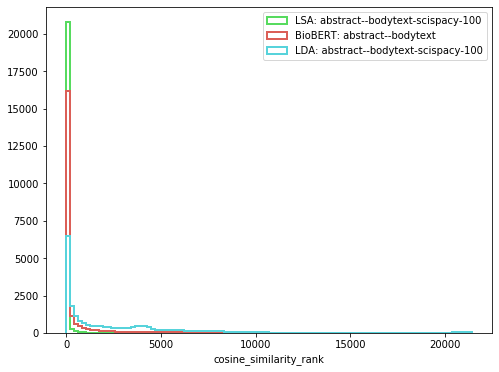 LSA: abstract--bodytext-scispacy-100
BioBERT: abstract--bodytext
LDA: abstract--bodytext-scispacy-100
20000
17500
15000
12500
10000
7500
5000
2500
0
0 5000 10000 15000 20000
cosine_similarity_rank